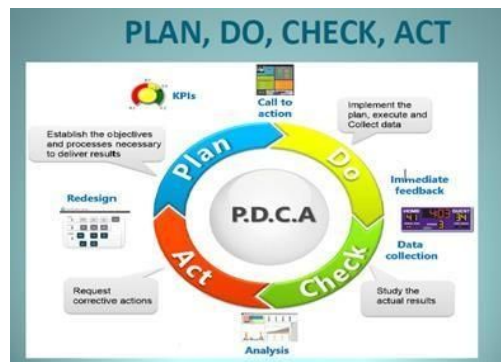 PLAN, DO, CHECK, ACT
KPIs
Call to
action
Implement the
plan, execute and
Collect data
Establish the objectives
and processes necessary
to deliver results
Plan
Do
Immediate
feedback
Redesign
P.D.C.A
Data
collection
Act
Check
Request
corrective actions
Study the
actual results
Analysis